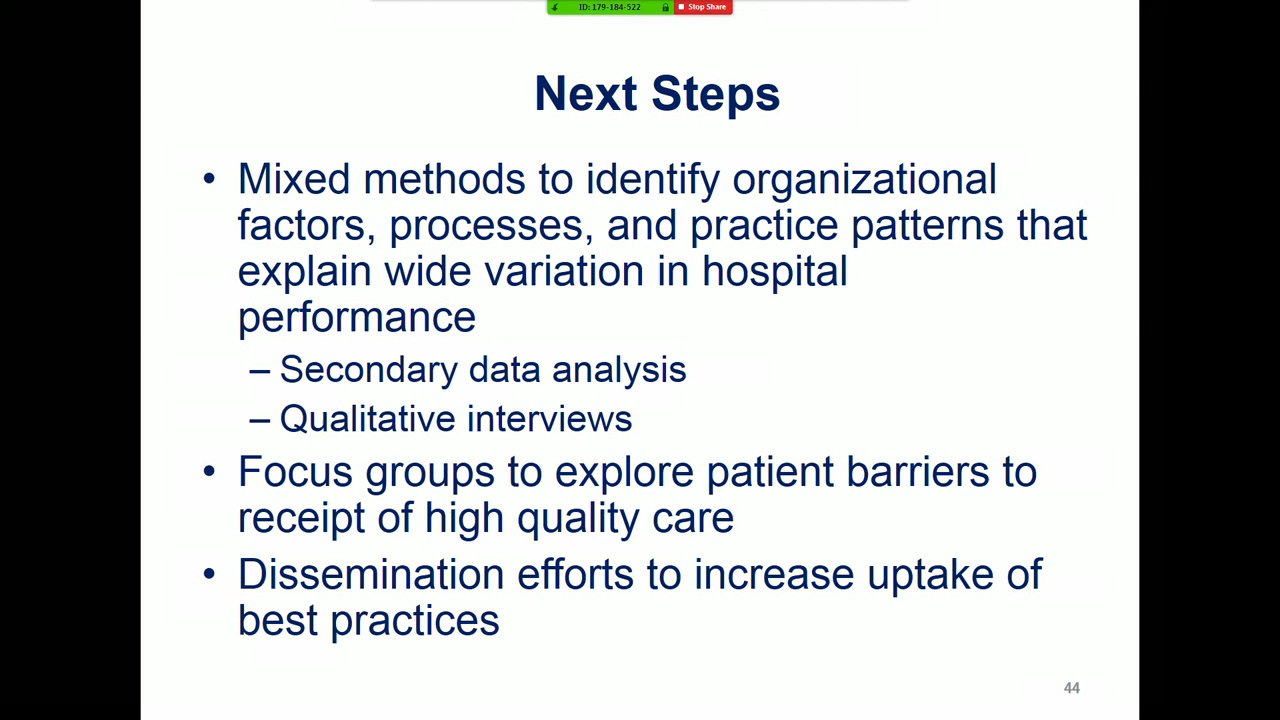 ID: 179-184-522 Stop Share
Next Steps
• Mixed methods to identify organizational
factors, processes, and practice patterns that
explain wide variation in hospital
performance
– Secondary data analysis
– Qualitative interviews
• Focus groups to explore patient barriers to
receipt of high quality care
• Dissemination efforts to increase uptake of
best practices
44